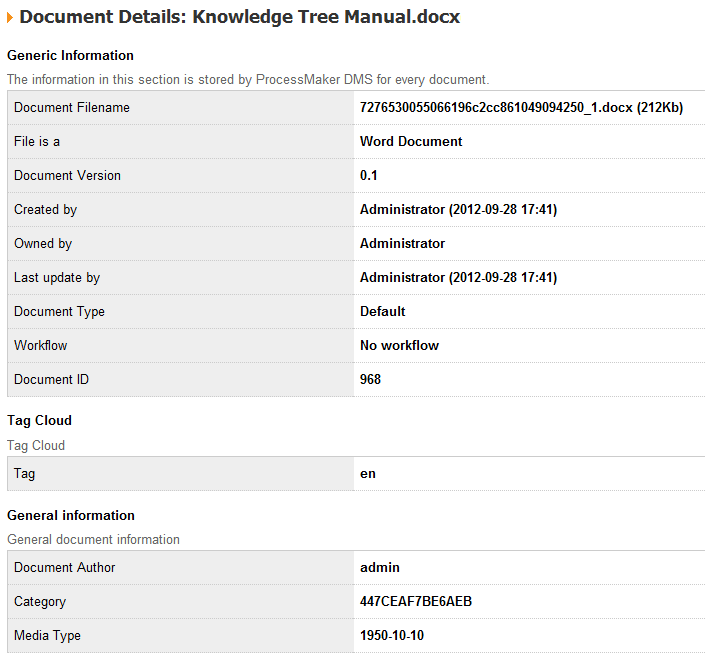 Document Details: Knowledge Tree Manual.docx
Generic Information
The information in this section is stored by ProcessMaker DMS for every document.
Document Filename 7276530055066196c2cc861049094250_1.docx (212Kb)
File is a Word Document
Document Version 0.1
Created by Administrator (2012-09-28 17:41)
Owned by Administrator
Last update by Administrator (2012-09-28 17:41)
Document Type Default
Workflow No workflow
Document ID 968
Tag Cloud
Tag Cloud
Tag en
General information
General document information
Document Author admin
Category 447CEAF7BE6AEB
Media Type 1950-10-10